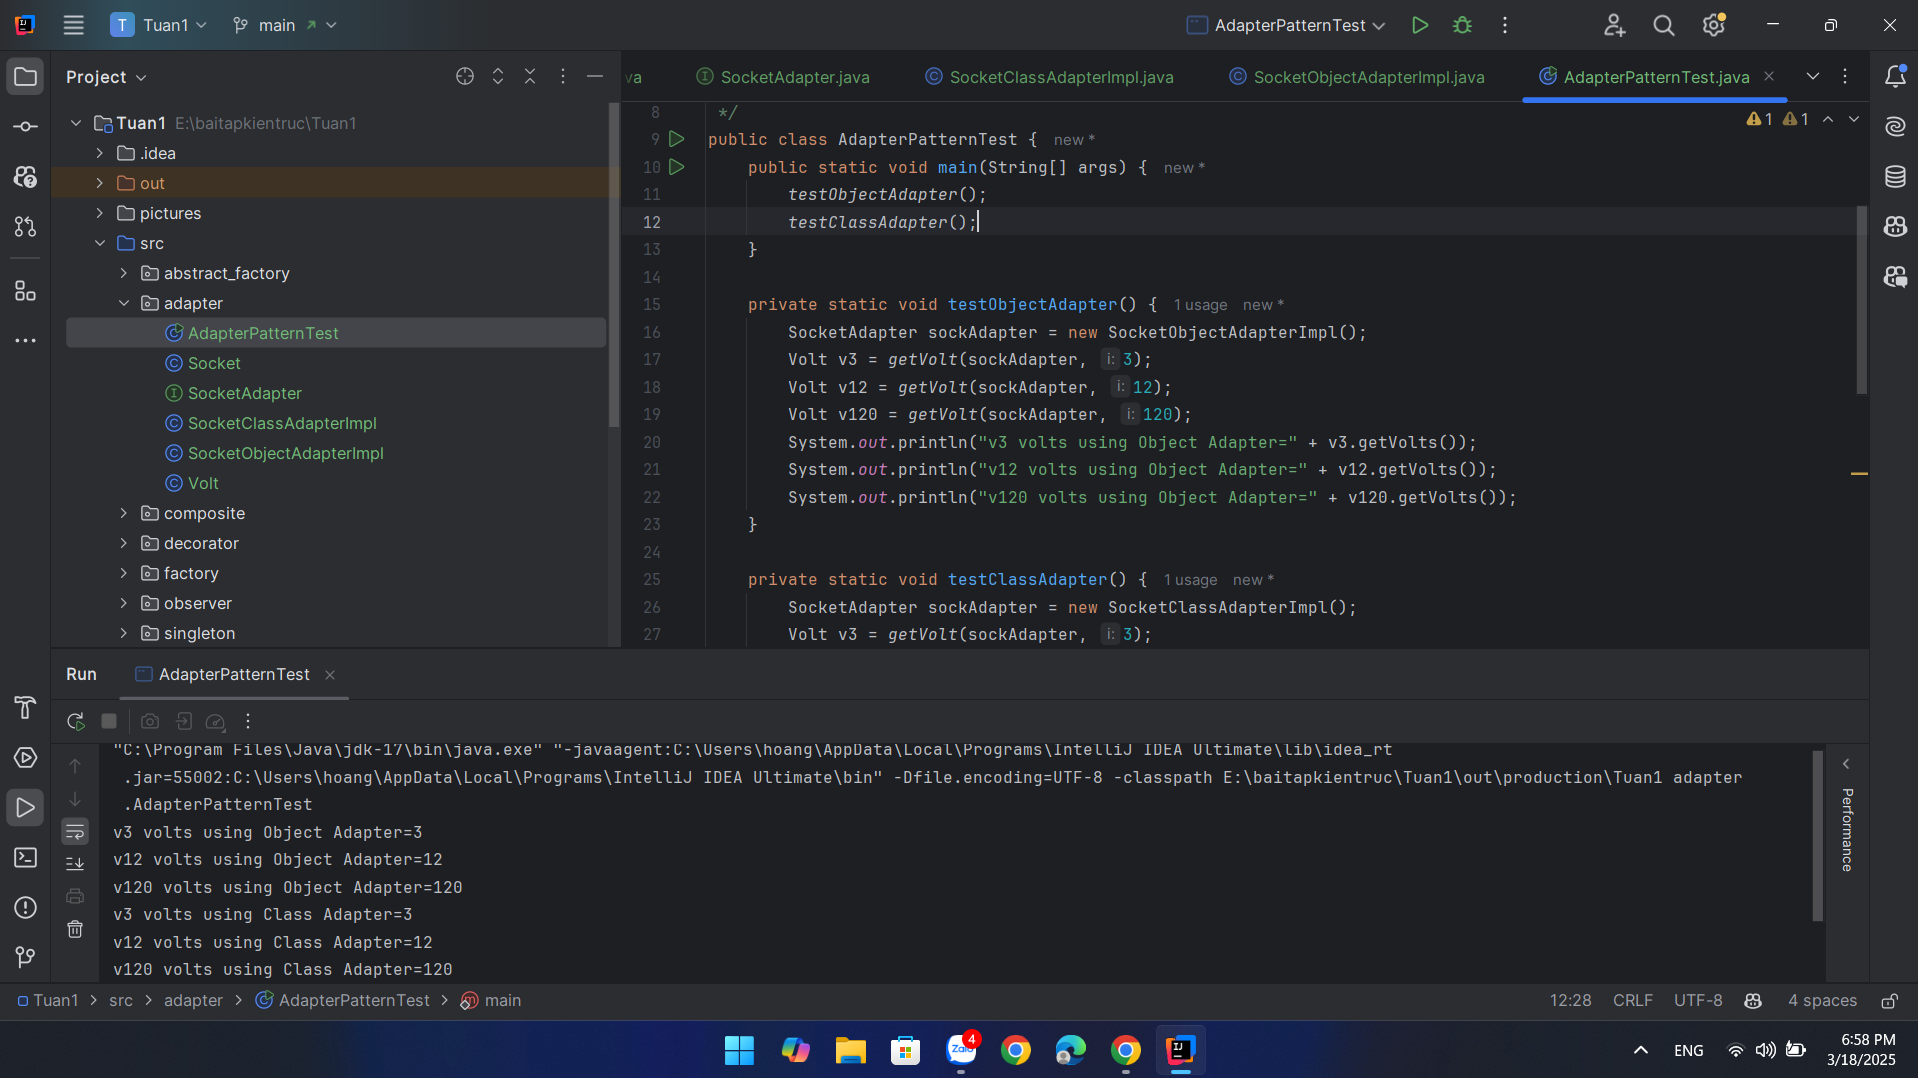 T Tuan1
main
AdapterPatternTest
Project
va
SocketAdapter.java
SocketClassAdapterImpl.java
SocketObjectAdapterImpl.java
AdapterPatternTest.java
Tuan1 E:\baitapkientruc\Tuan1
.idea
out
pictures
src
abstract_factory
adapter
AdapterPatternTest
Socket
SocketAdapter
SocketClassAdapterImpl
SocketObjectAdapterImpl
Volt
composite
decorator
factory
observer
singleton
1 1
8 */
9 public class AdapterPatternTest { new *
10 public static void main(String[] args) { new *
11 testObjectAdapter();
12 testClassAdapter();
13 }
14
15 private static void testObjectAdapter() { 1 usage new *
16 SocketAdapter sockAdapter = new SocketObjectAdapterImpl();
17 Volt v3 = getVolt(sockAdapter, i: 3);
18 Volt v12 = getVolt(sockAdapter, i: 12);
19 Volt v120 = getVolt(sockAdapter, i: 120);
20 System.out.println("v3 volts using Object Adapter=" + v3.getVolts());
21 System.out.println("v12 volts using Object Adapter=" + v12.getVolts());
22 System.out.println("v120 volts using Object Adapter=" + v120.getVolts());
23 }
24
25 private static void testClassAdapter() { 1 usage new *
26 SocketAdapter sockAdapter = new SocketClassAdapterImpl();
27 Volt v3 = getVolt(sockAdapter, i: 3);
Run AdapterPatternTest
"C:\Program Files\Java\jdk-17\bin\java.exe" "-javaagent:C:\Users\hoang\AppData\Local\Programs\IntelliJ IDEA Ultimate\lib\idea_rt
.jar=55002:C:\Users\hoang\AppData\Local\Programs\IntelliJ IDEA Ultimate\bin" -Dfile.encoding=UTF-8 -classpath E:\baitapkientruc\Tuan1\out\production\Tuan1 adapter
.AdapterPatternTest
v3 volts using Object Adapter=3
v12 volts using Object Adapter=12
v120 volts using Object Adapter=120
v3 volts using Class Adapter=3
v12 volts using Class Adapter=12
v120 volts using Class Adapter=120
Performance
Tuan1 > src > adapter > AdapterPatternTest > main
12:28 CRLF UTF-8 4 spaces
Zalo 4
ENG
6:58 PM
3/18/2025